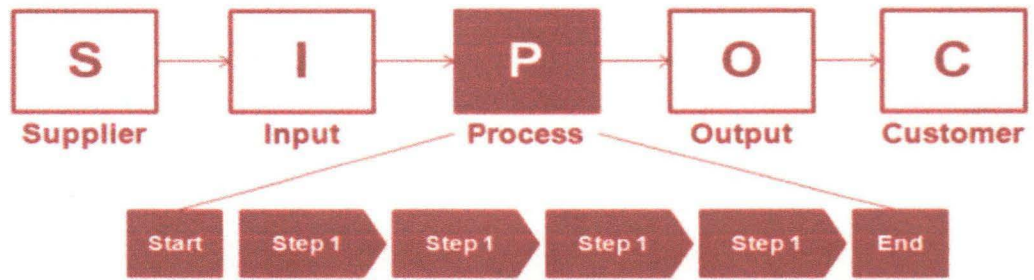 S I P O C
Supplier Input Process Output Customer
Start Step 1 Step 1 Step 1 Step 1 End